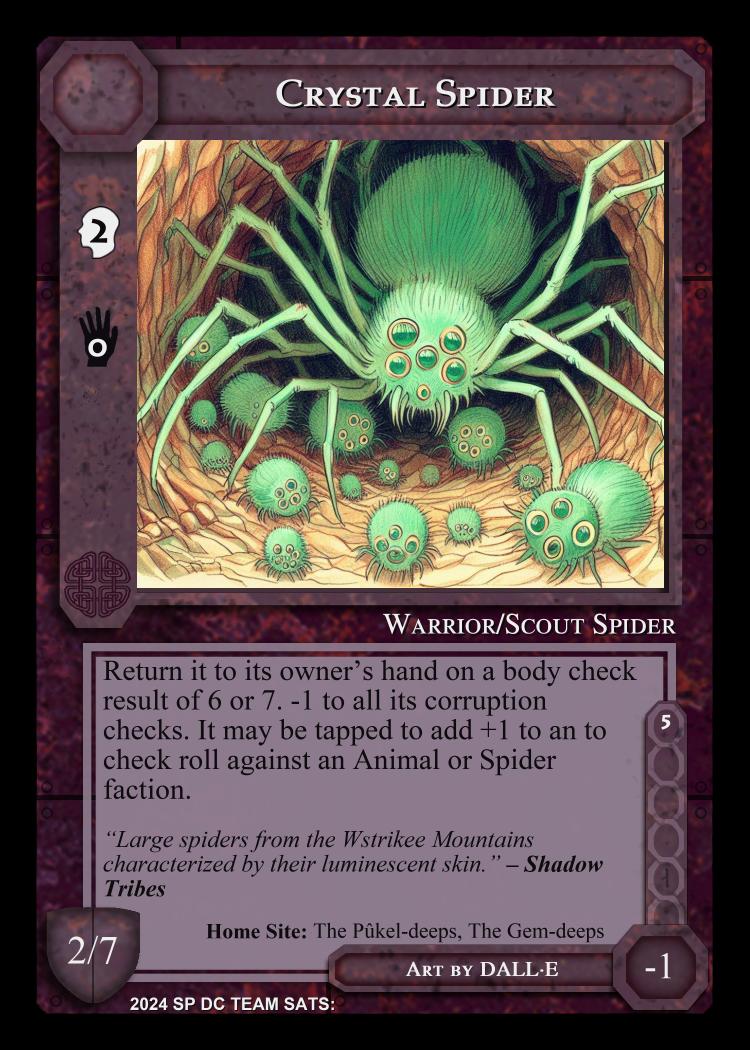 Crystal Spider
2
0
Warrior/Scout Spider
Return it to its owner’s hand on a body check
result of 6 or 7. -1 to all its corruption
checks. It may be tapped to add +1 to an to
check roll against an Animal or Spider
faction.
5
“Large spiders from the Wstrikee Mountains
characterized by their luminescent skin.” – Shadow
Tribes
Home Site: The Pûkel-deeps, The Gem-deeps
2/7
Art by DALL·E
-1
2024 SP DC TEAM SATS: